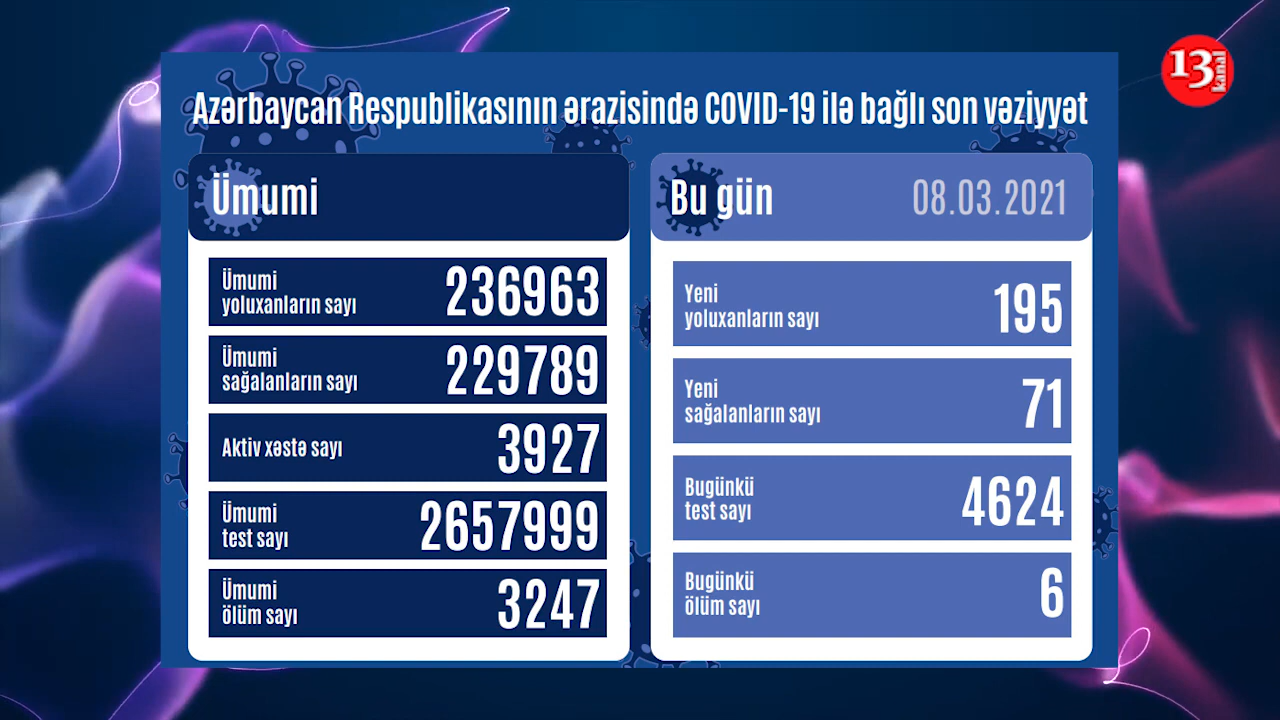 13
kanal
Azərbaycan Respublikasının ərazisində COVID-19 ilə bağlı son vəziyyət
Ümumi
Ümumi
yoluxanların sayı
236963
Ümumi
sağalanların sayı
229789
Aktiv xəstə sayı
3927
Ümumi
test sayı
2657999
Ümumi
ölüm sayı
3247
Bu gün
08.03.2021
Yeni
yoluxanların sayı
195
Yeni
sağalanların sayı
71
Bugünkü
test sayı
4624
Bugünkü
ölüm sayı
6